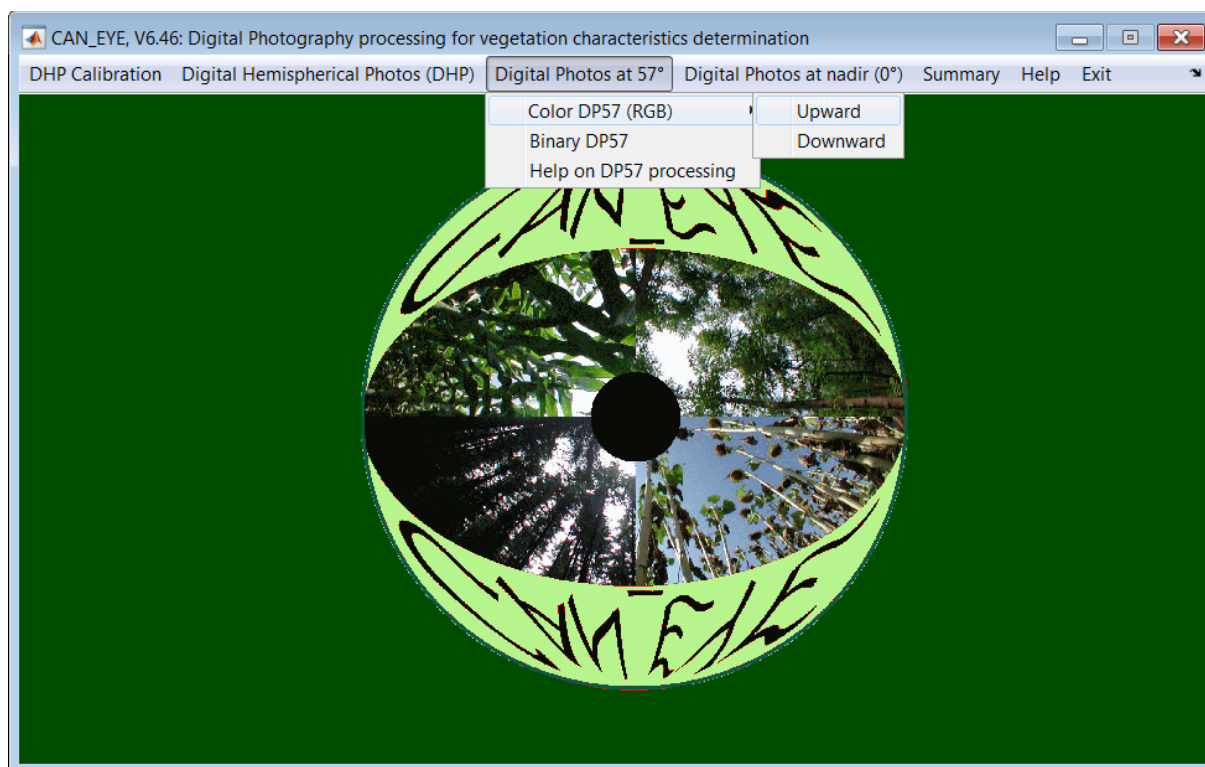 CAN_EYE, V6.46: Digital Photography processing for vegetation characteristics determination
DHP Calibration Digital Hemispherical Photos (DHP) Digital Photos at 57° Digital Photos at nadir (0°) Summary Help Exit
Color DP57 (RGB) Upward
Binary DP57 Downward
Help on DP57 processing
CAN_EYE
CAN_EYE